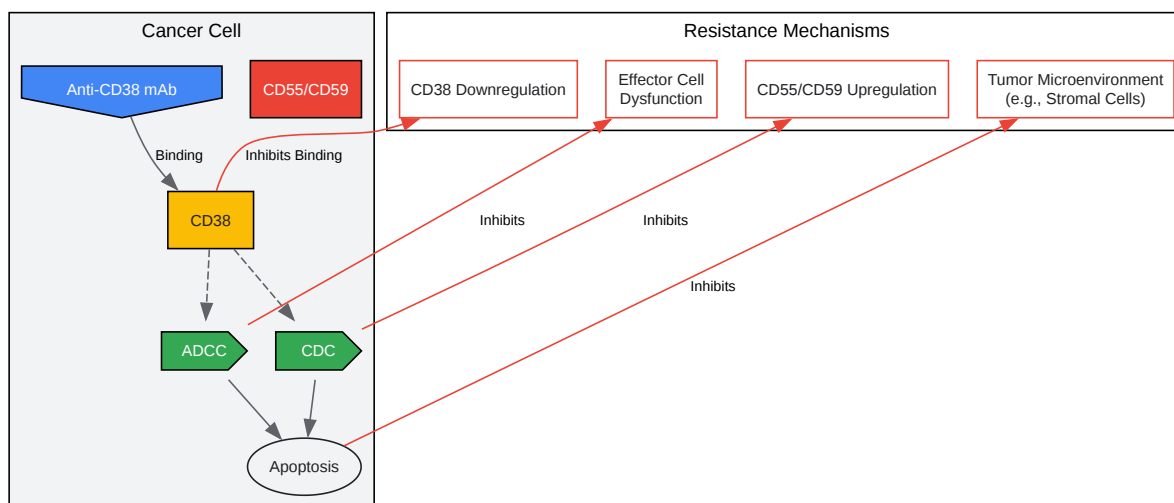 Cancer Cell
Resistance Mechanisms
Anti-CD38 mAb
CD55/CD59
CD38 Downregulation
Effector Cell
Dysfunction
CD55/CD59 Upregulation
Tumor Microenvironment
(e.g., Stromal Cells)
Binding
Inhibits Binding
CD38
Inhibits
Inhibits
Inhibits
ADCC
CDC
Apoptosis